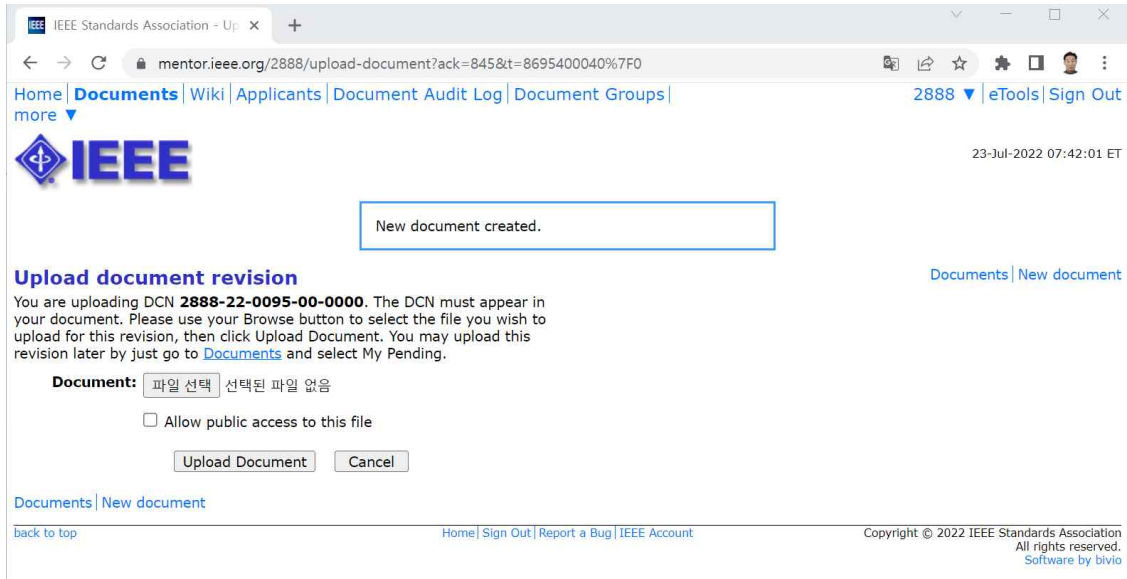 IEEE IEEE Standards Association - Up
mentor.ieee.org/2888/upload-document?ack=845&t=8695400040%7F0
Home | Documents | Wiki | Applicants | Document Audit Log | Document Groups |
more ▼
2888 ▼ | eTools | Sign Out
IEEE
23-Jul-2022 07:42:01 ET
New document created.
Upload document revision
Documents | New document
You are uploading DCN 2888-22-0095-00-0000. The DCN must appear in
your document. Please use your Browse button to select the file you wish to
upload for this revision, then click Upload Document. You may upload this
revision later by just go to Documents and select My Pending.
Document: 파일 선택 선택된 파일 없음
Allow public access to this file
Upload Document Cancel
Documents | New document
back to top
Home | Sign Out | Report a Bug | IEEE Account
Copyright © 2022 IEEE Standards Association
All rights reserved.
Software by bivio